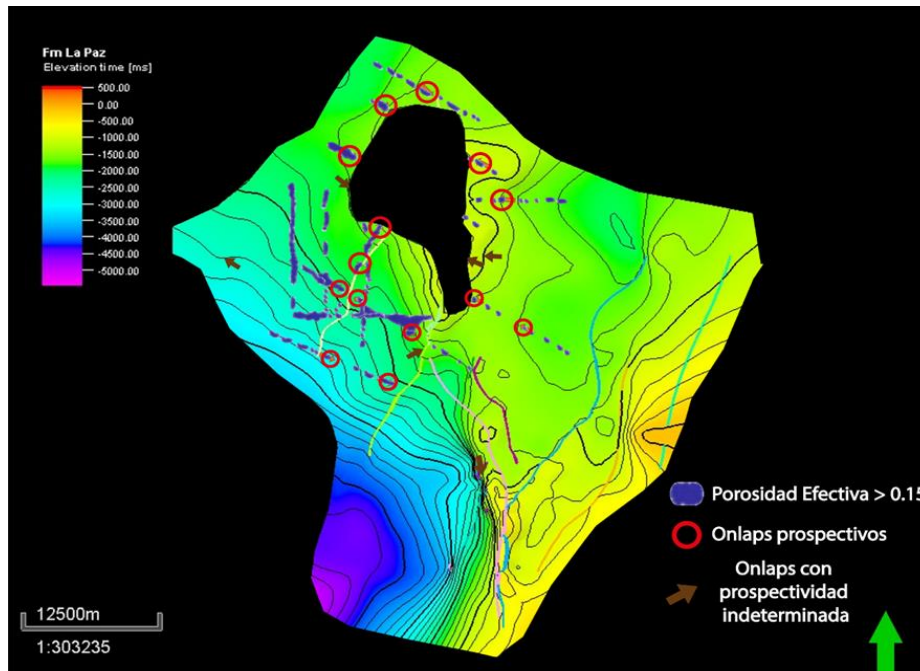 Fm La Paz
Elevation time [ms]
500.00
0.00
-500.00
-1000.00
-1500.00
-2000.00
-2500.00
-3000.00
-3500.00
-4000.00
-4500.00
-5000.00
Porosidad Efectiva > 0.15
Onlaps prospectivos
Onlaps con
prospectividad
indeterminada
12500m
1:303235